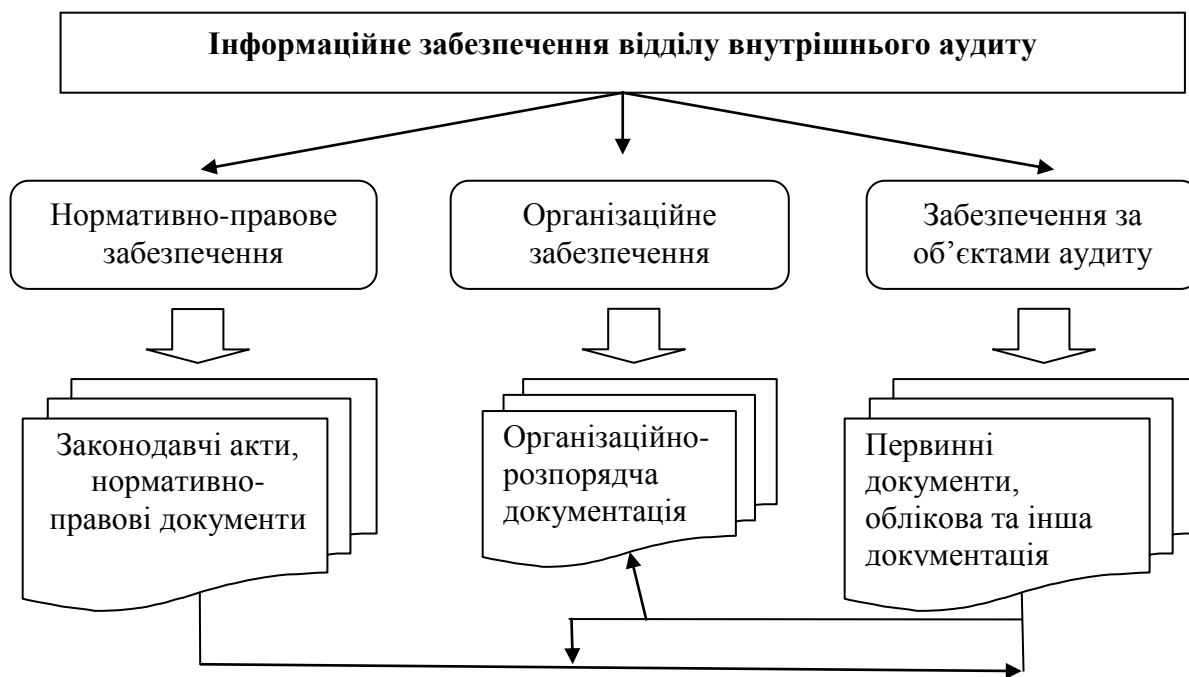 Інформаційне забезпечення відділу внутрішнього аудиту
Нормативно-правове
забезпечення
Організаційне
забезпечення
Забезпечення за
об’єктами аудиту
Законодавчі акти,
нормативно-
правові документи
Організаційно-
розпорядча
документація
Первинні
документи,
облікова та інша
документація